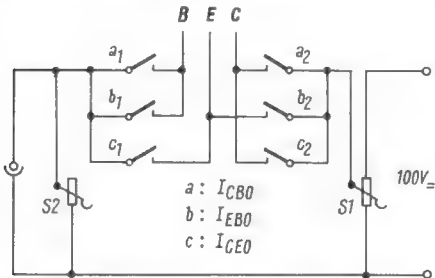 B E C
a1 a2
b1 b2
c1 c2
a : ICBO
b : IEBO
c : ICEO
S2 S1
100V=